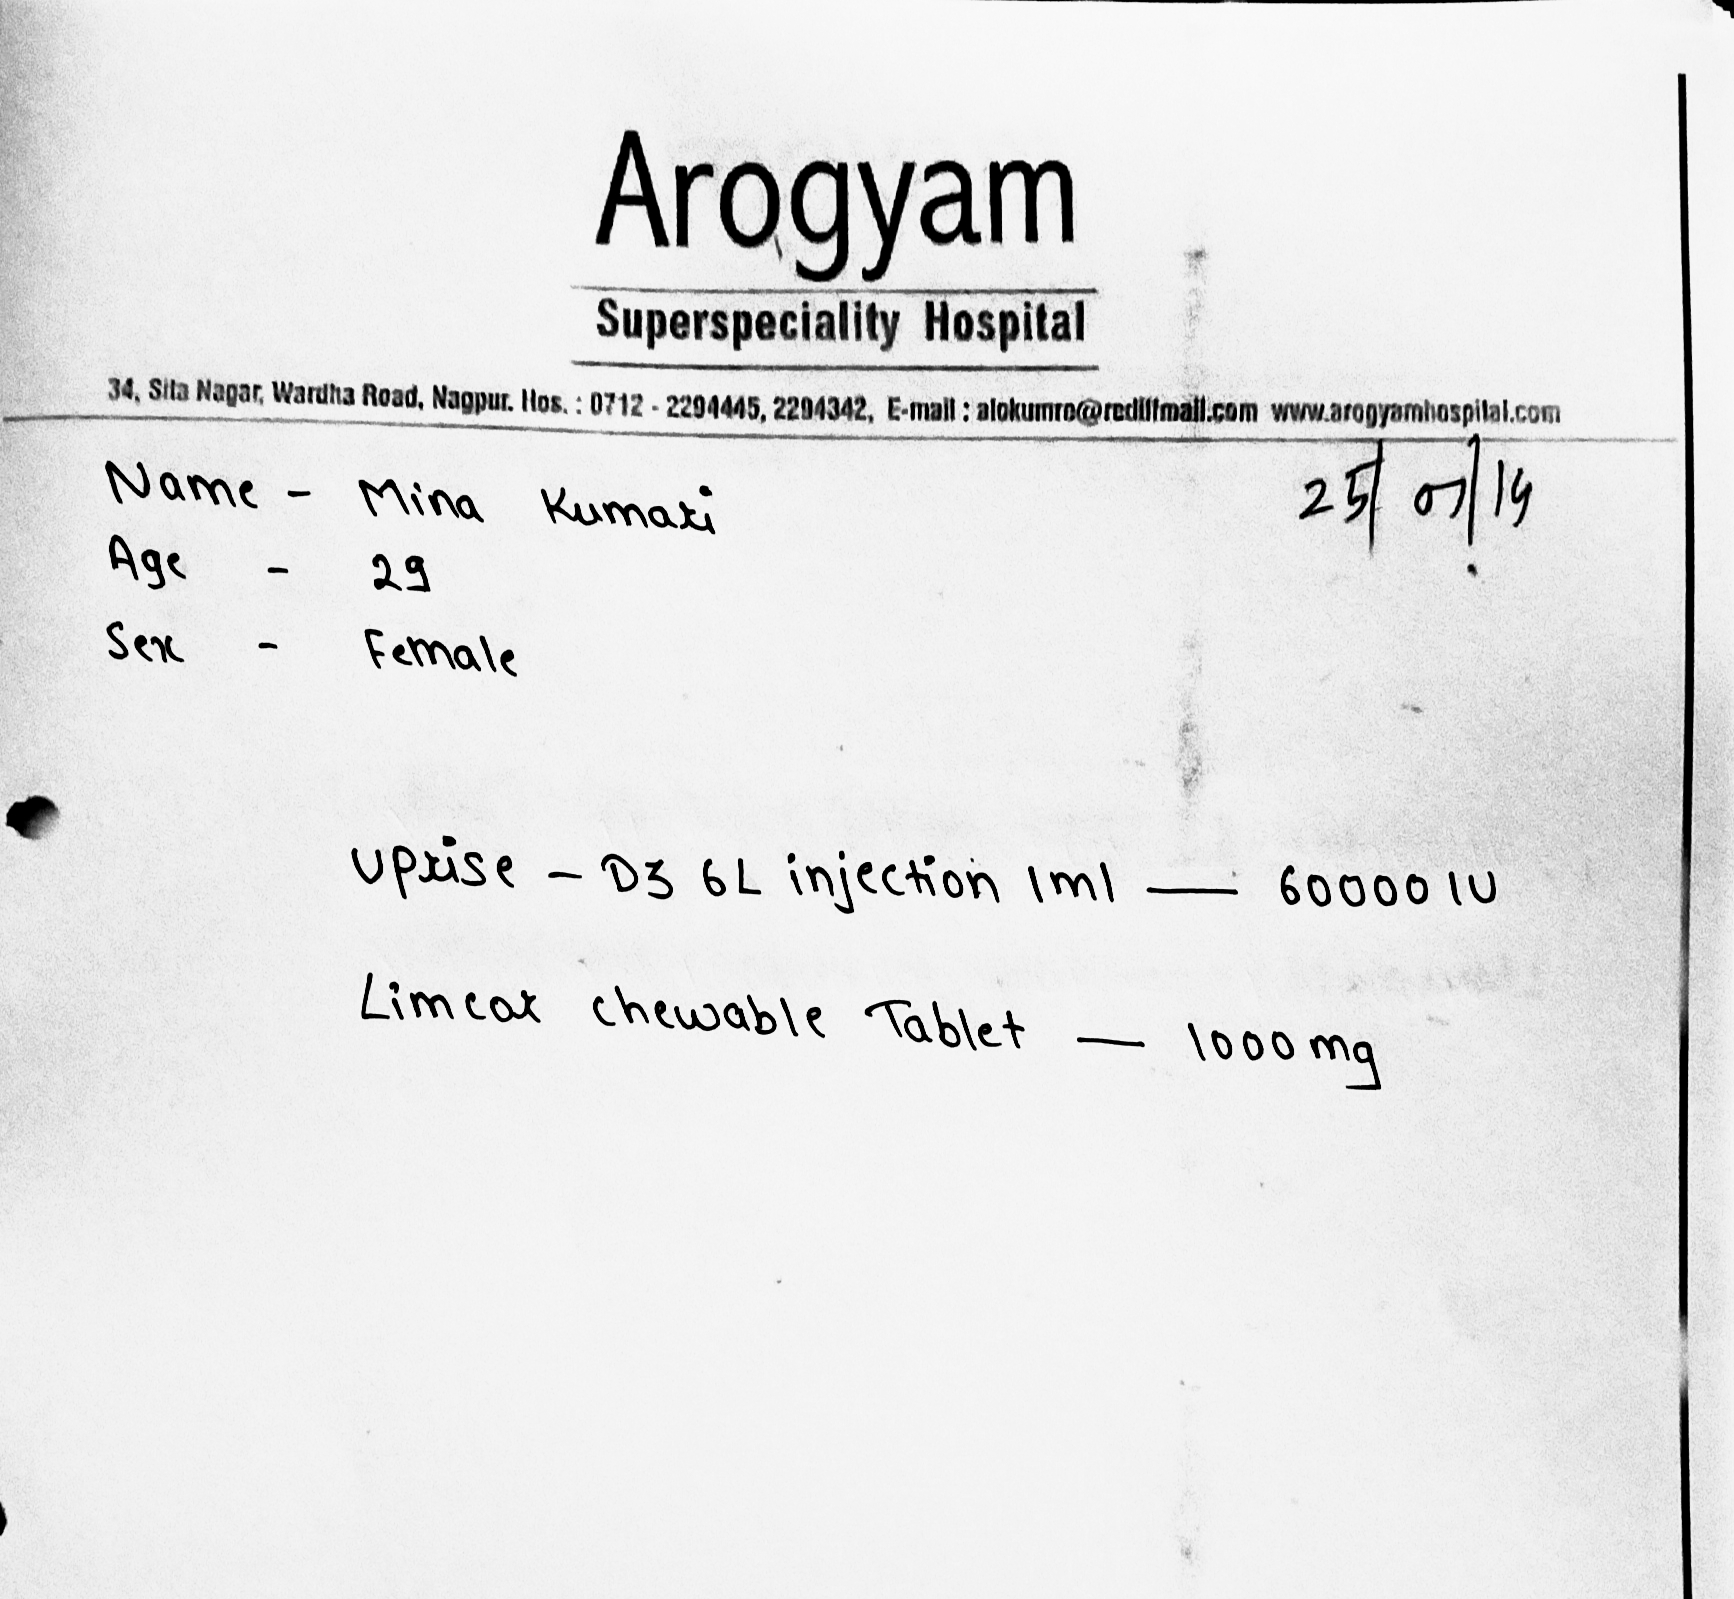 Arogyam
Superspeciality Hospital
34, Sita Nagar, Wardha Road, Nagpur. Hos. : 0712 - 2294445, 2294342, E-mail : alokumre@rediffmail.com www.arogyamhospital.com
25/07/14
Name - Mina Kumari
Age - 29
Sex - Female
Uprise - D3 6L injection 1ml — 60000 IU
Limcar chewable Tablet — 1000 mg